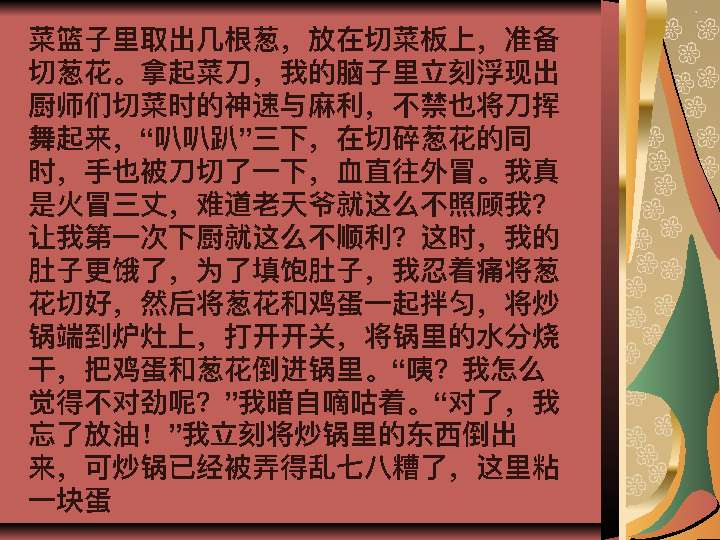 菜篮子里取出几根葱，放在切菜板上，准备
切葱花。拿起菜刀，我的脑子里立刻浮现出
厨师们切菜时的神速与麻利，不禁也将刀挥
舞起来，“叭叭趴”三下，在切碎葱花的同
时，手也被刀切了一下，血直往外冒。我真
是火冒三丈，难道老天爷就这么不照顾我？
让我第一次下厨就这么不顺利？这时，我的
肚子更饿了，为了填饱肚子，我忍着痛将葱
花切好，然后将葱花和鸡蛋一起拌匀，将炒
锅端到炉灶上，打开开关，将锅里的水分烧
干，把鸡蛋和葱花倒进锅里。“咦？我怎么
觉得不对劲呢？”我暗自嘀咕着。“对了，我
忘了放油！”我立刻将炒锅里的东西倒出
来，可炒锅已经被弄得乱七八糟了，这里粘
一块蛋